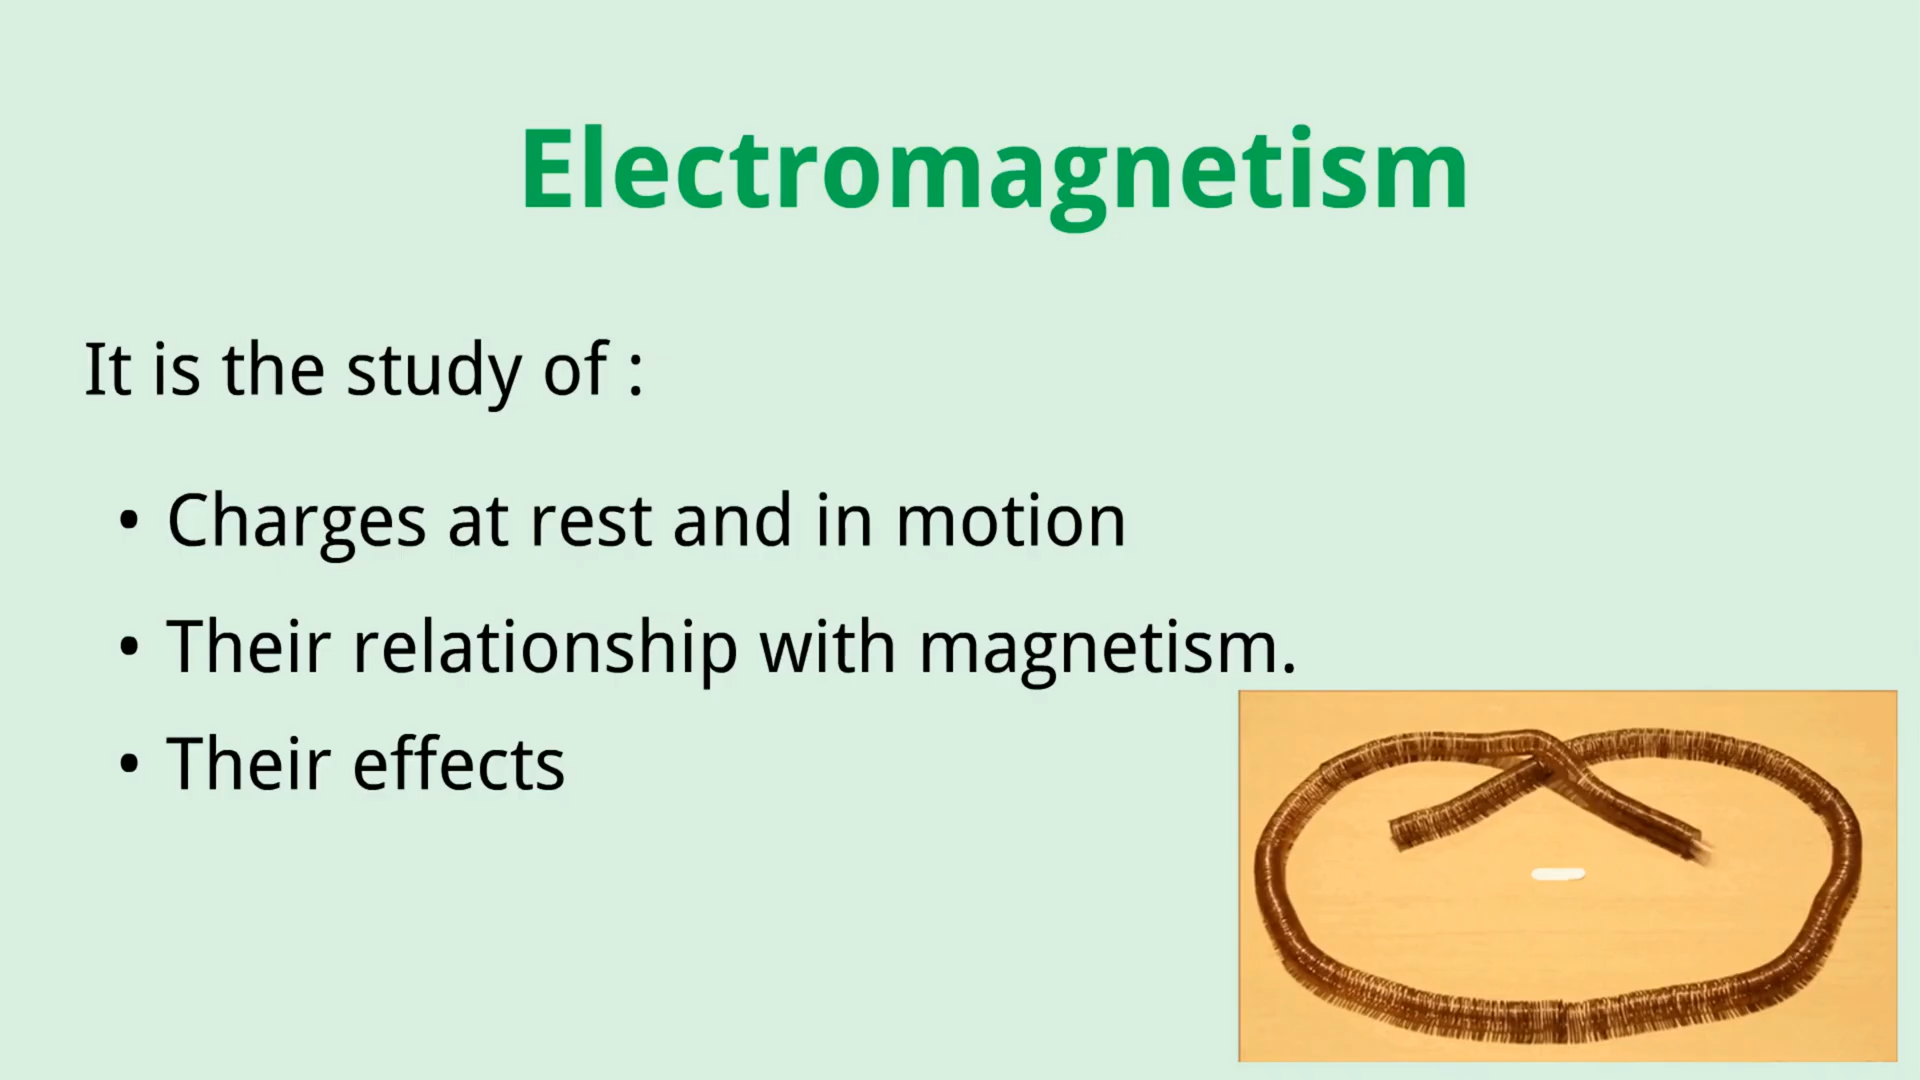 Electromagnetism
It is the study of :
• Charges at rest and in motion
• Their relationship with magnetism.
• Their effects